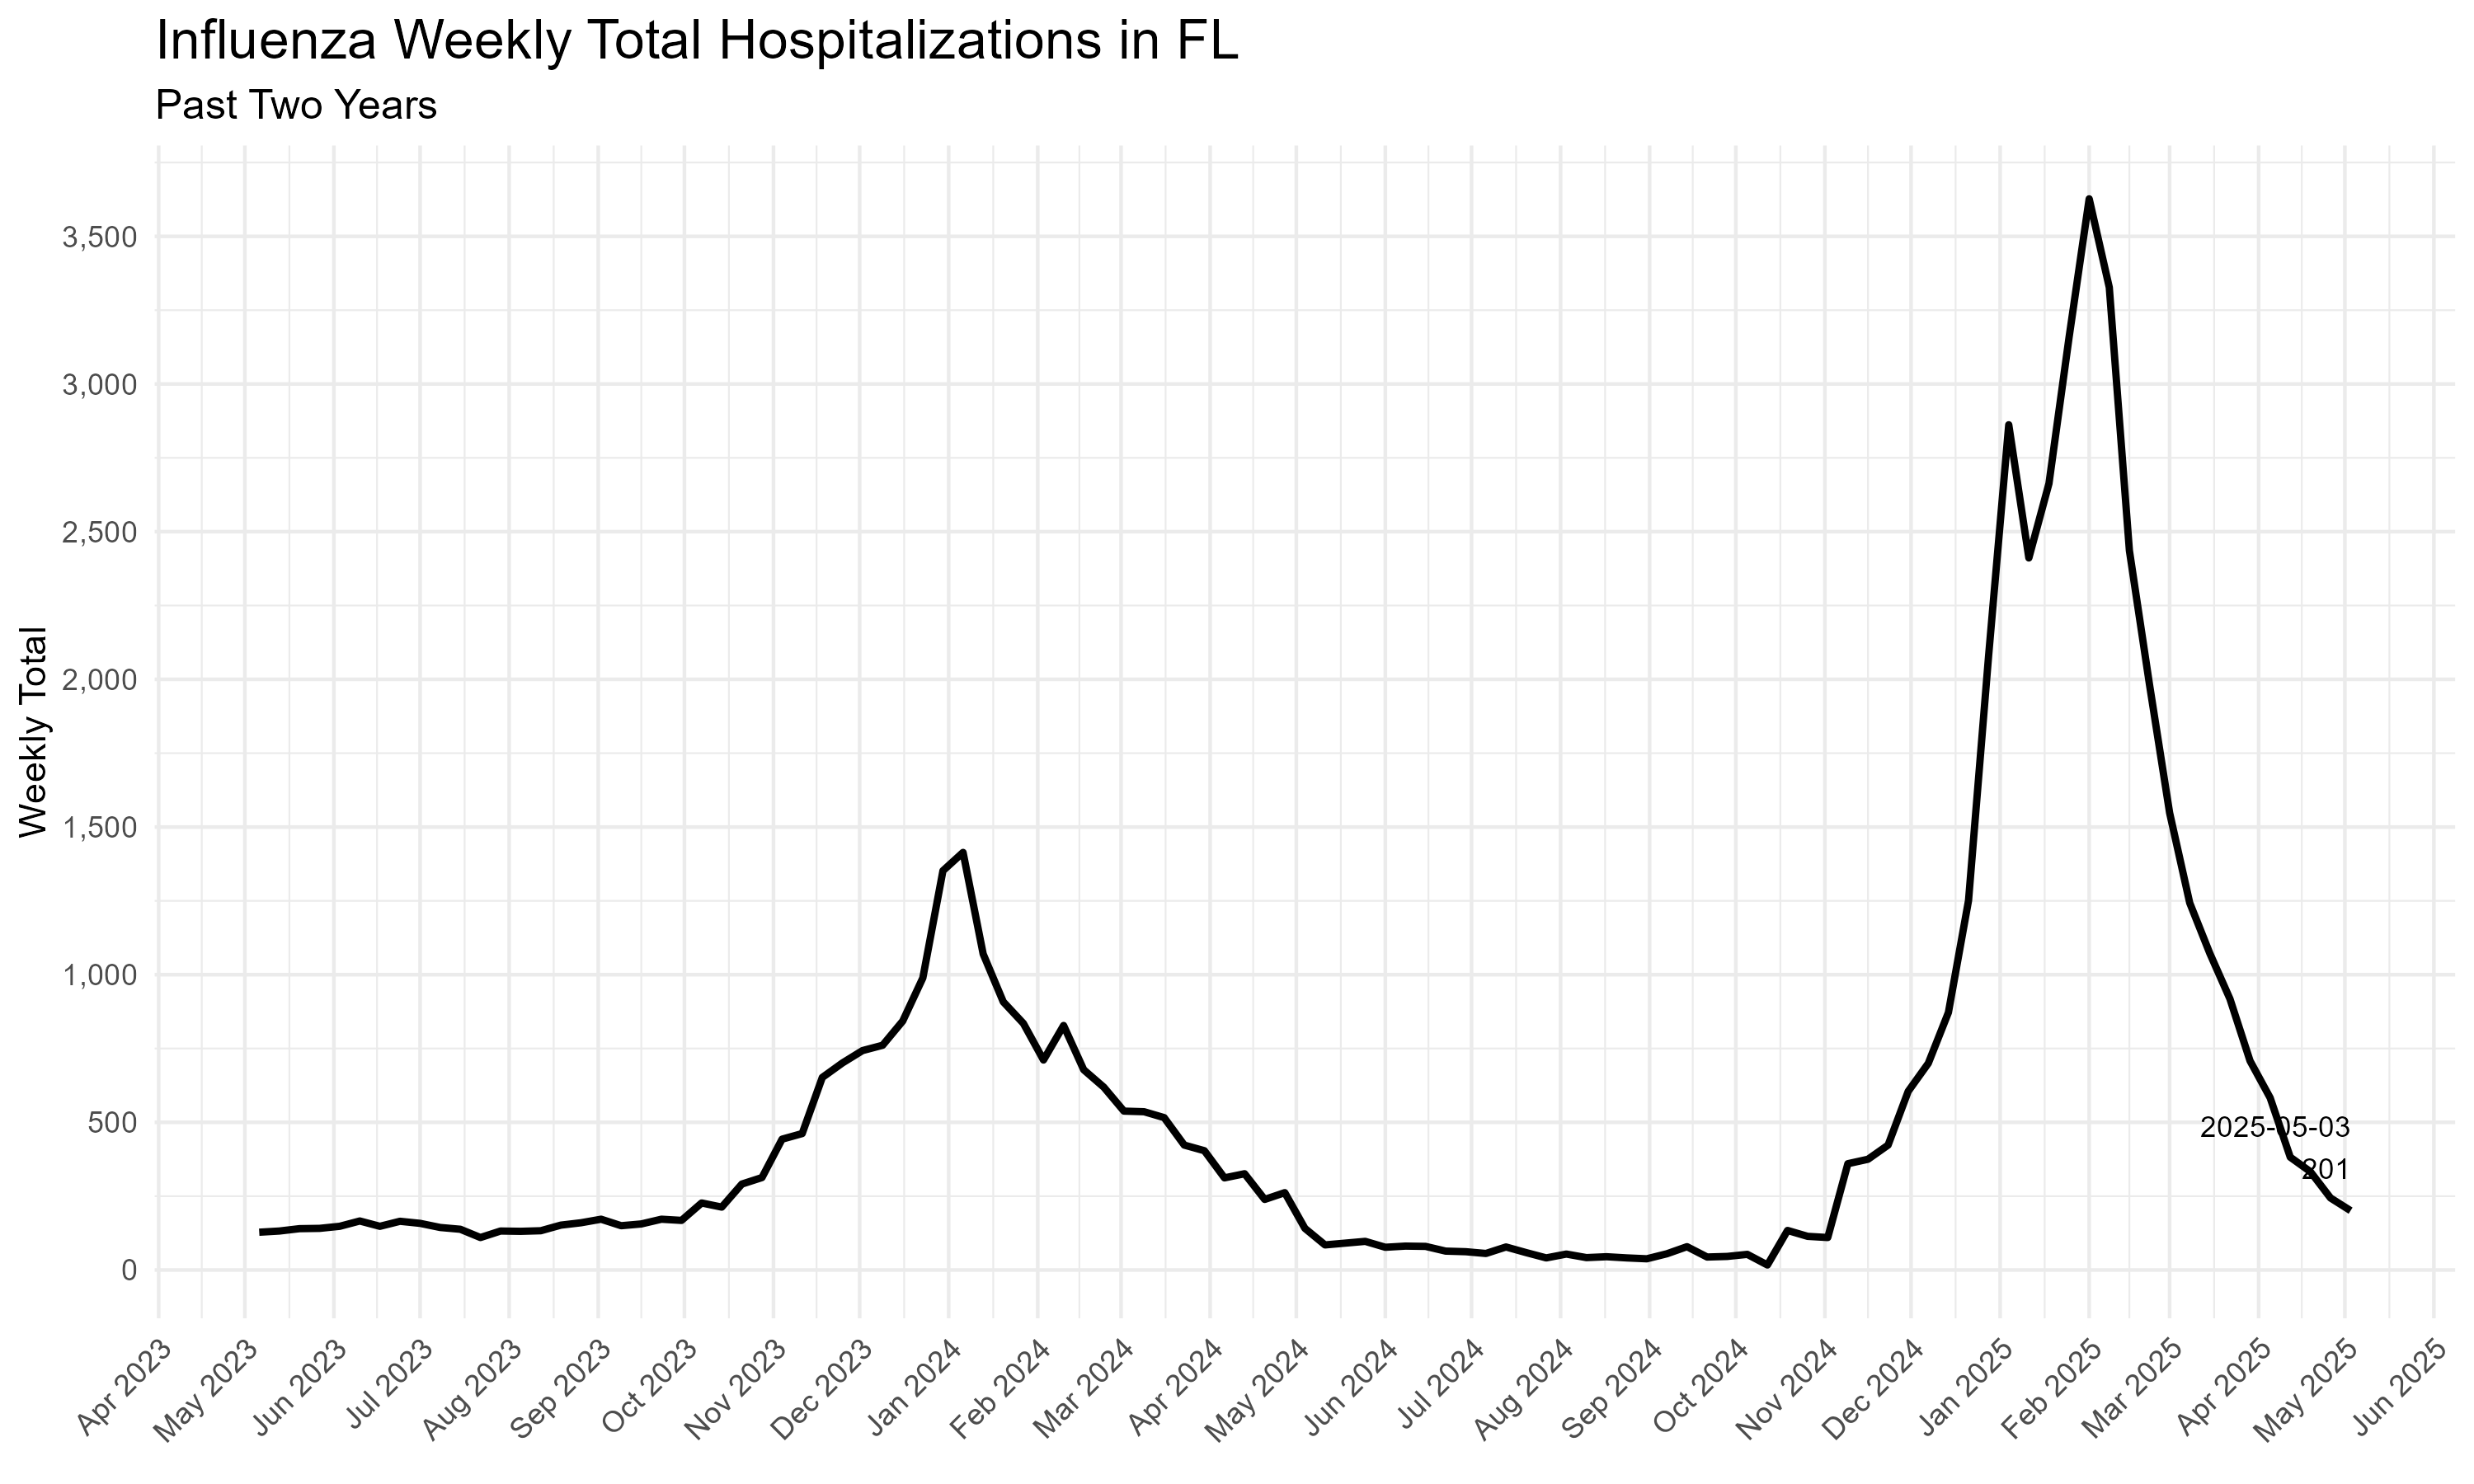 Influenza Weekly Total Hospitalizations in FL
Past Two Years
Weekly Total
3,500
3,000
2,500
2,000
1,500
1,000
500
0
2025-05-03
201
Apr 2023
May 2023
Jun 2023
Jul 2023
Aug 2023
Sep 2023
Oct 2023
Nov 2023
Dec 2023
Jan 2024
Feb 2024
Mar 2024
Apr 2024
May 2024
Jun 2024
Jul 2024
Aug 2024
Sep 2024
Oct 2024
Nov 2024
Dec 2024
Jan 2025
Feb 2025
Mar 2025
Apr 2025
May 2025
Jun 2025